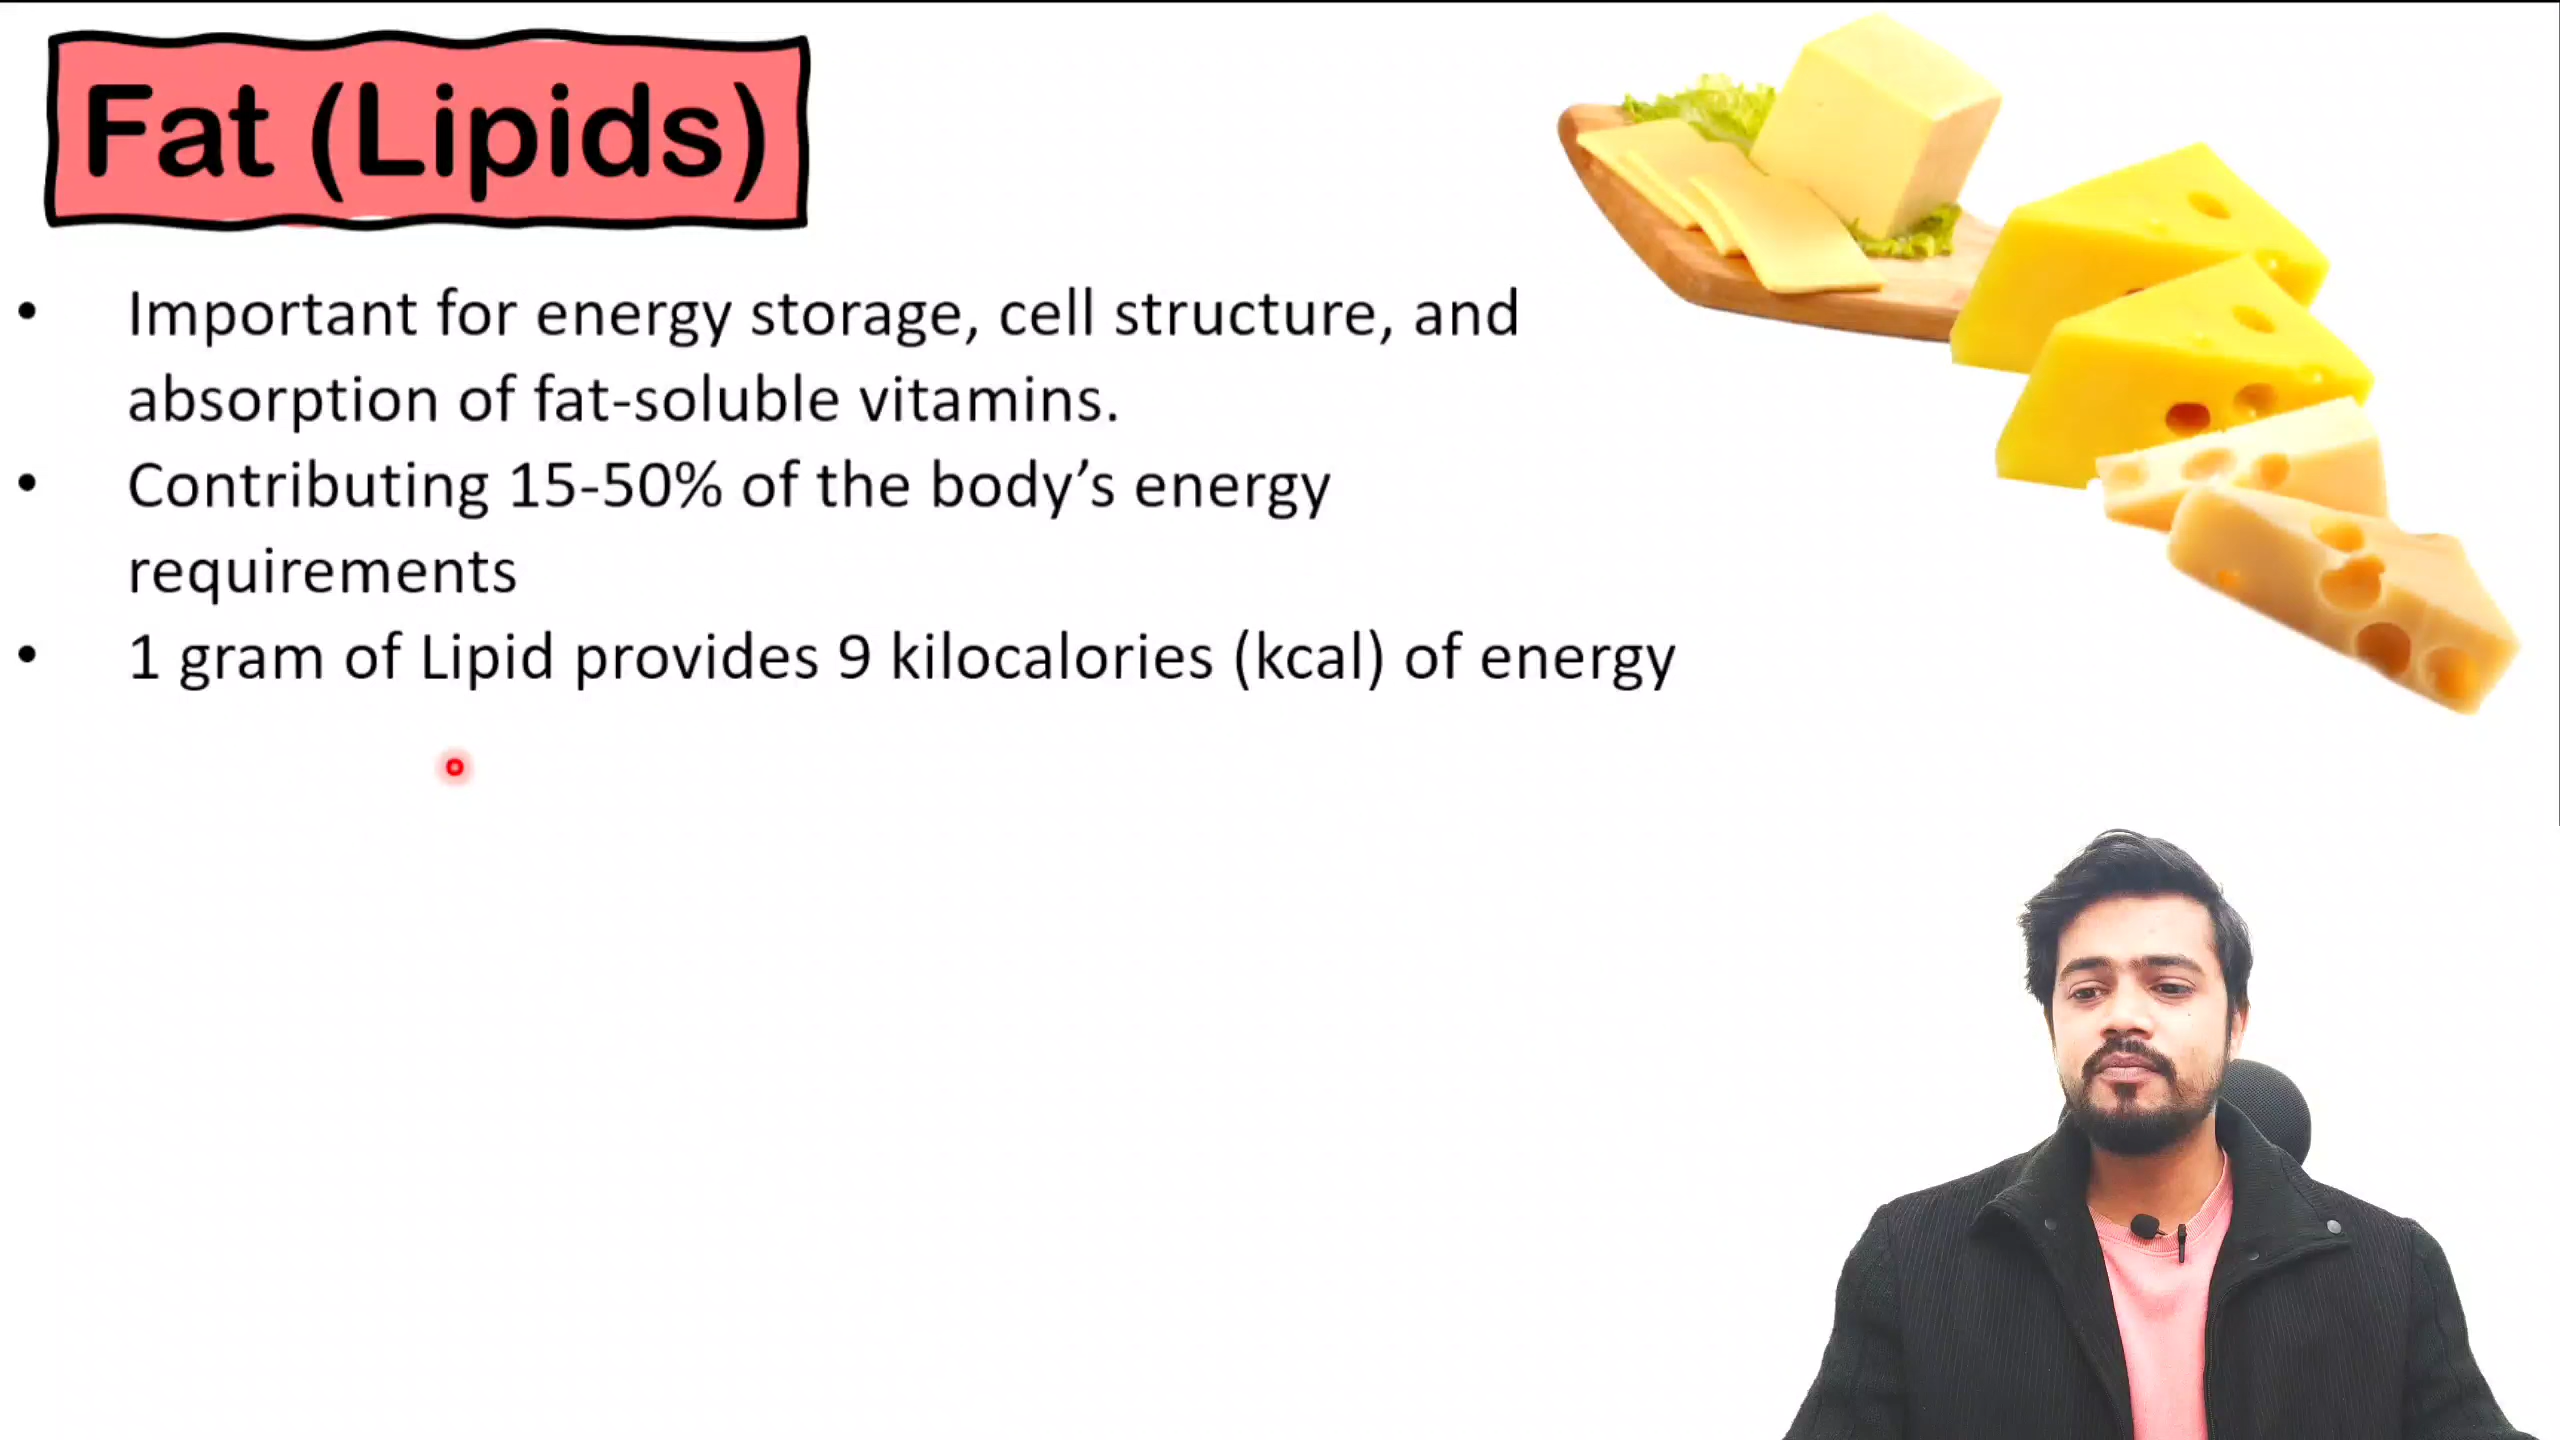 Fat (Lipids)
• Important for energy storage, cell structure, and
absorption of fat-soluble vitamins.
• Contributing 15-50% of the body’s energy
requirements
• 1 gram of Lipid provides 9 kilocalories (kcal) of energy